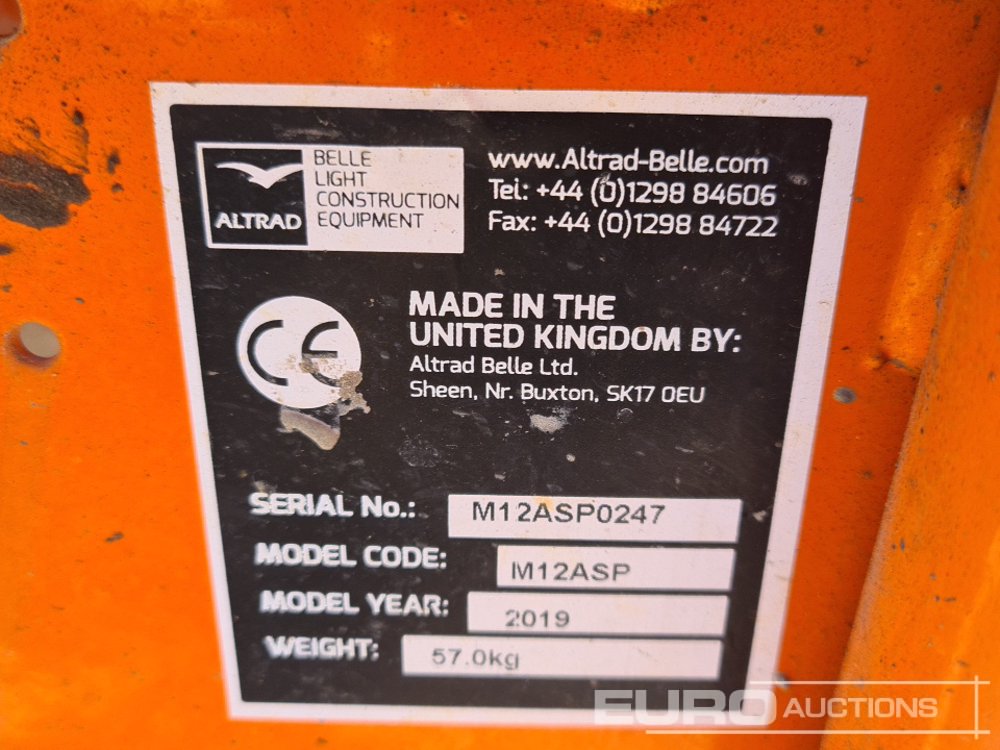 ALTRAD
BELLE
LIGHT
CONSTRUCTION
EQUIPMENT
www.Altrad-Belle.com
Tel: +44 (0)1298 84606
Fax: +44 (0)1298 84722
CE
MADE IN THE
UNITED KINGDOM BY:
Altrad Belle Ltd.
Sheen, Nr. Buxton, SK17 0EU
SERIAL No.: M12ASP0247
MODEL CODE: M12ASP
MODEL YEAR: 2019
WEIGHT: 57.0kg
EURO AUCTIONS